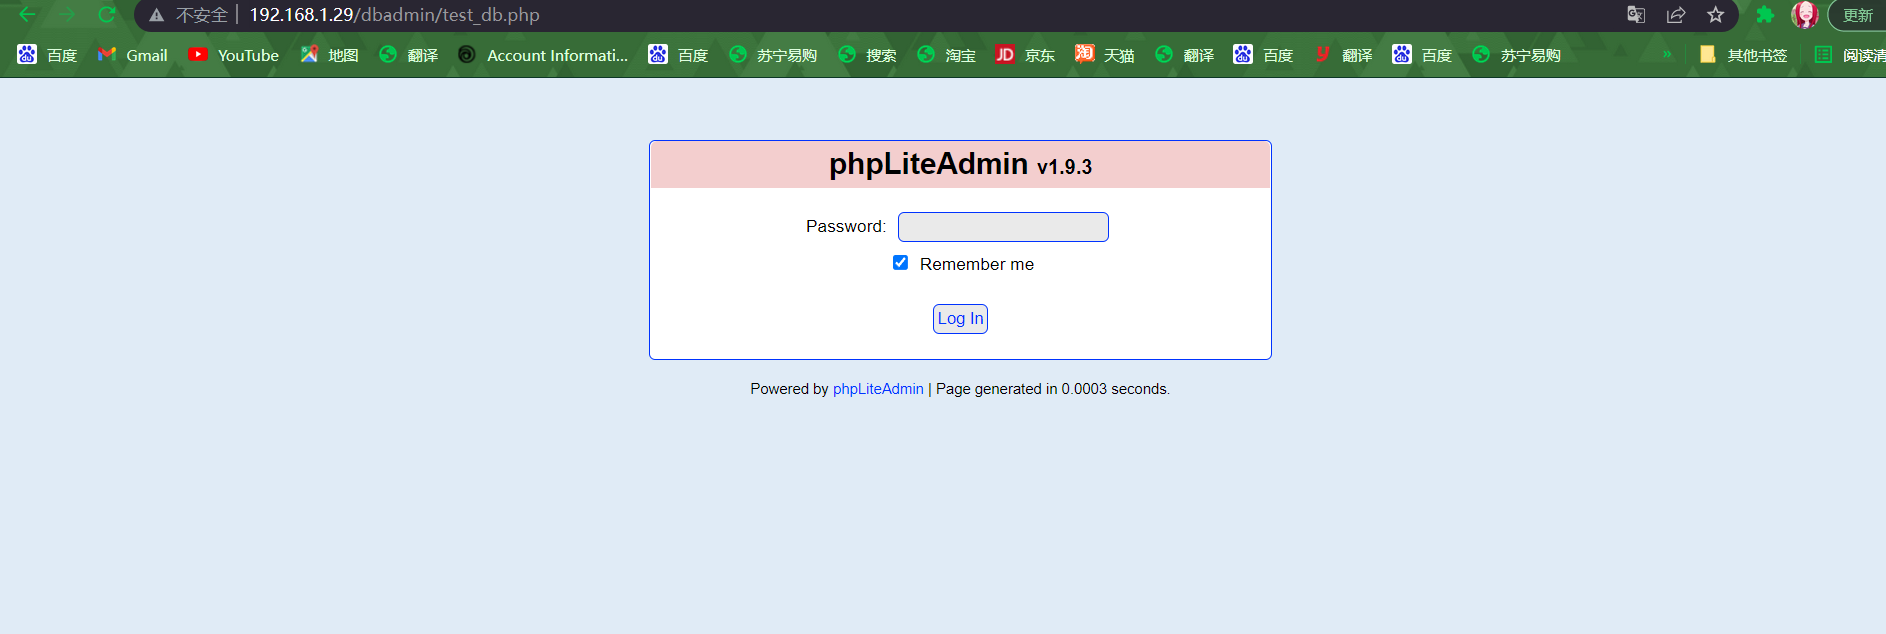 不安全 | 192.168.1.29/dbadmin/test_db.php 更新
百度 Gmail YouTube 地图 翻译 Account Informati... 百度 苏宁易购 搜索 淘宝 JD 京东 淘 天猫 翻译 百度 翻译 百度 苏宁易购 » 其他书签 阅读清
phpLiteAdmin v1.9.3
Password:
Remember me
Log In
Powered by phpLiteAdmin | Page generated in 0.0003 seconds.